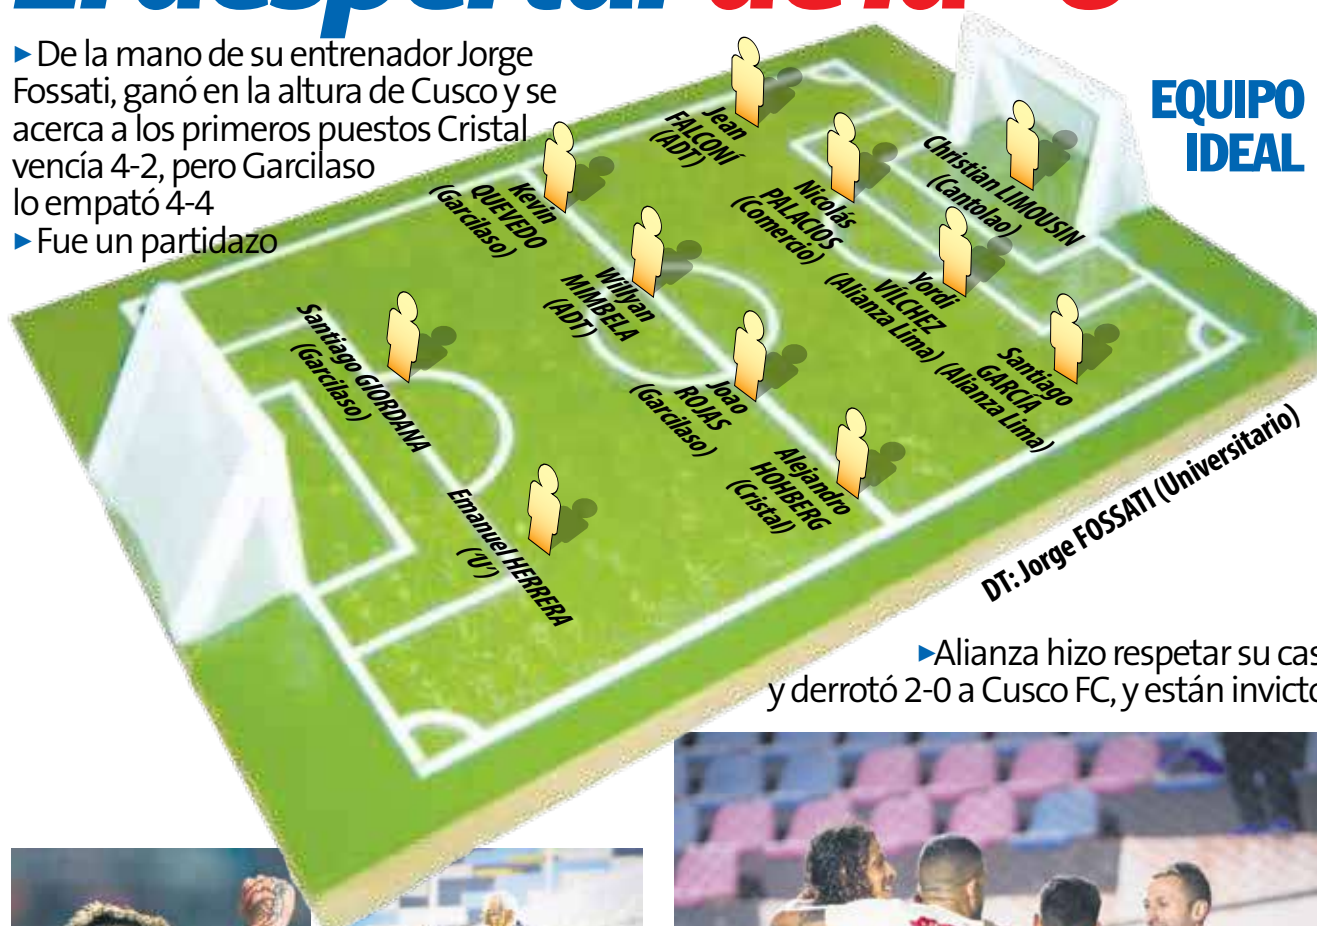 El despertar de la 'U'
►De la mano de su entrenador Jorge
Fossati, ganó en la altura de Cusco y se
acerca a los primeros puestos Cristal
vencía 4-2, pero Garcilaso
lo empató 4-4
►Fue un partidazo
EQUIPO
IDEAL
Jean
FALCONÍ
(ADT)
Christian LIMOUSIN
(Cantolao)
Kevin
QUEVEDO
(Garcilaso)
Nicolás
PALACIOS
(Comercio)
Yordi
VÍLCHEZ
(Alianza Lima)
Willyan
MIMBELA
(ADT)
Santiago
GARCÍA
(Alianza Lima)
Santiago GIORDANA
(Garcilaso)
Joao
ROJAS
(Garcilaso)
Alejandro
HOHBERG
(Cristal)
Emanuel HERRERA
('U')
DT: Jorge FOSSATI (Universitario)
►Alianza hizo respetar su cas
y derrotó 2-0 a Cusco FC, y están invicto